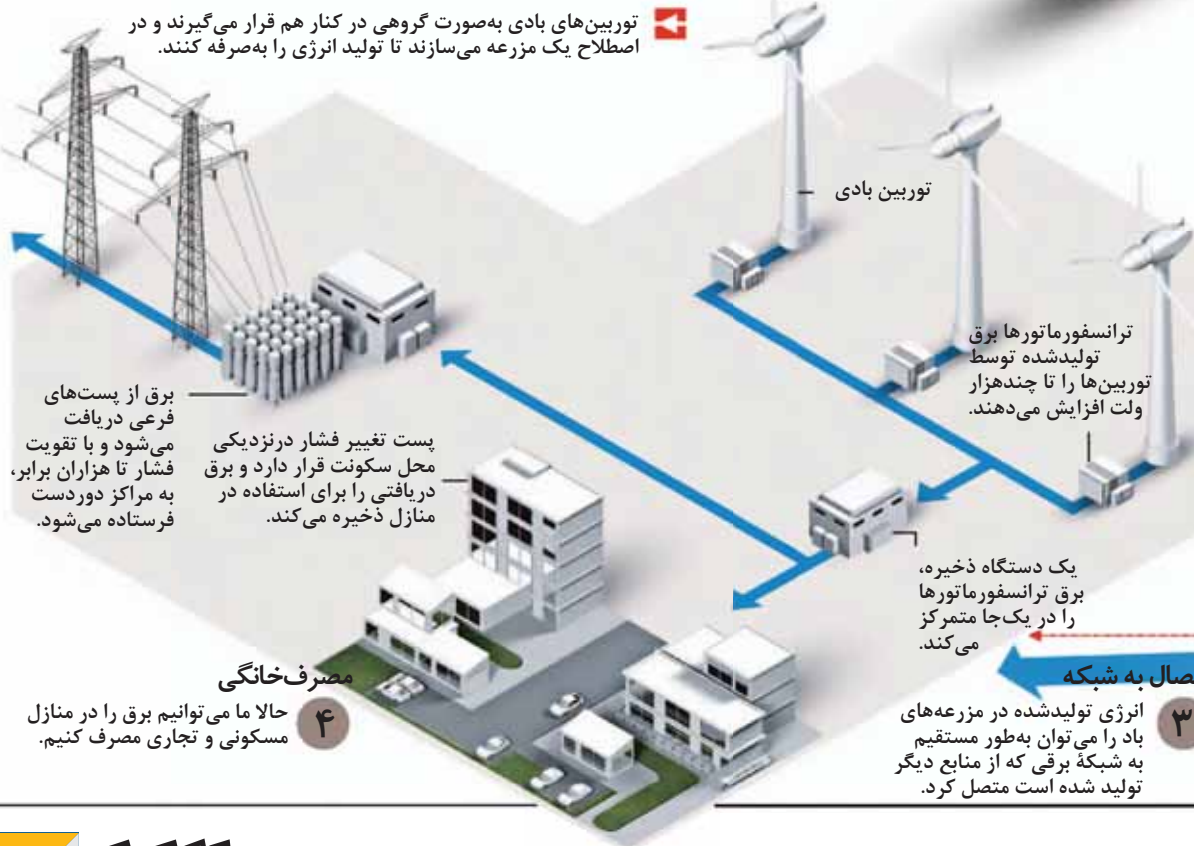 توربین‌های بادی به‌صورت گروهی در کنار هم قرار می‌گیرند و در
اصطلاح یک مزرعه می‌سازند تا تولید انرژی را به‌صرفه کنند.
توربین بادی
ترانسفورماتورها برق
تولیدشده توسط
توربین‌ها را تا چندهزار
ولت افزایش می‌دهند.
برق از پست‌های
فرعی دریافت
می‌شود و با تقویت
فشار تا هزاران برابر،
به مراکز دوردست
فرستاده می‌شود.
پست تغییر فشار درنزدیکی
محل سکونت قرار دارد و برق
دریافتی را برای استفاده در
منازل ذخیره می‌کند.
یک دستگاه ذخیره،
برق ترانسفورماتورها
را در یک‌جا متمرکز
می‌کند.
به شبکه
۳
انرژی تولیدشده در مزرعه‌های
باد را می‌توان به‌طور مستقیم
به شبکهٔ برقی که از منابع دیگر
تولید شده است متصل کرد.
مصرف‌خانگی
۴
حالا ما می‌توانیم برق را در منازل
مسکونی و تجاری مصرف کنیم.